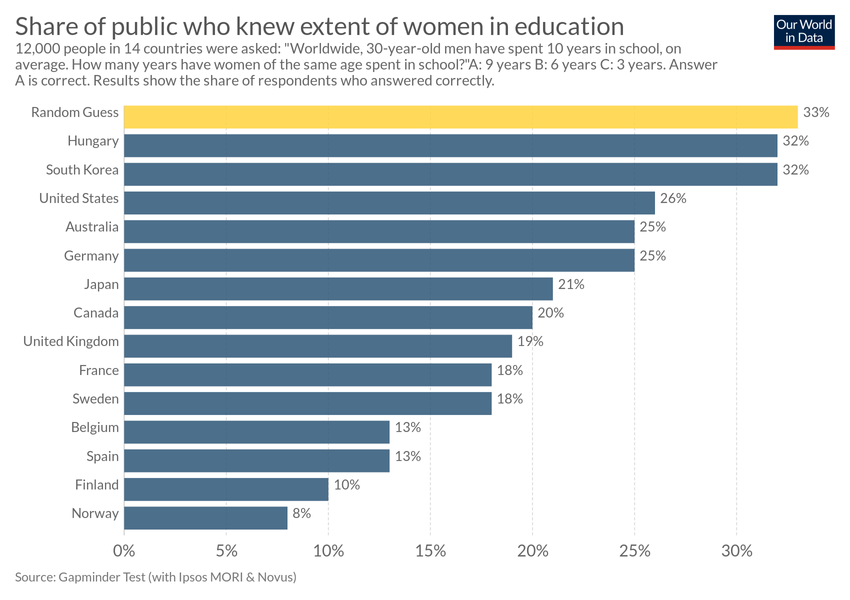 Share of public who knew extent of women in education
Our World
in Data
12,000 people in 14 countries were asked: "Worldwide, 30-year-old men have spent 10 years in school, on
average. How many years have women of the same age spent in school?"A: 9 years B: 6 years C: 3 years. Answer
A is correct. Results show the share of respondents who answered correctly.
Random Guess 33%
Hungary 32%
South Korea 32%
United States 26%
Australia 25%
Germany 25%
Japan 21%
Canada 20%
United Kingdom 19%
France 18%
Sweden 18%
Belgium 13%
Spain 13%
Finland 10%
Norway 8%
0% 5% 10% 15% 20% 25% 30%
Source: Gapminder Test (with Ipsos MORI & Novus)